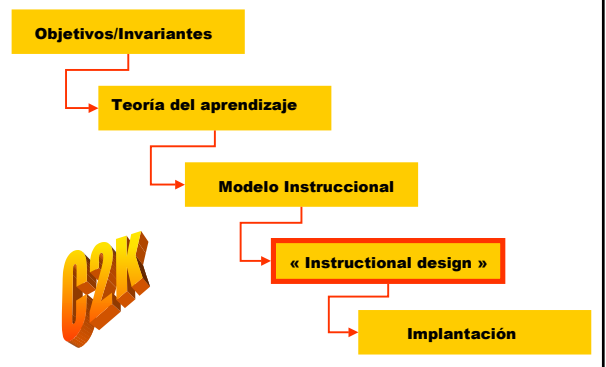 Objetivos/Invariantes
Teoría del aprendizaje
Modelo Instruccional
« Instructional design »
C2K
Implantación